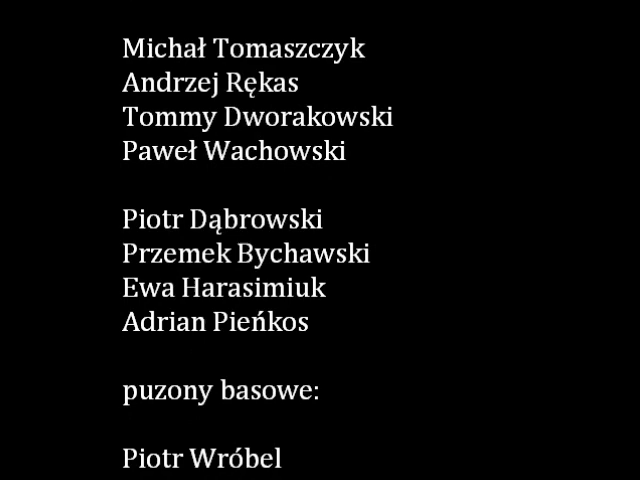 Michał Tomaszczyk
Andrzej Rękas
Tommy Dworakowski
Paweł Wachowski
Piotr Dąbrowski
Przemek Bychawski
Ewa Harasimiuk
Adrian Pieńkos
puzony basowe:
Piotr Wróbel